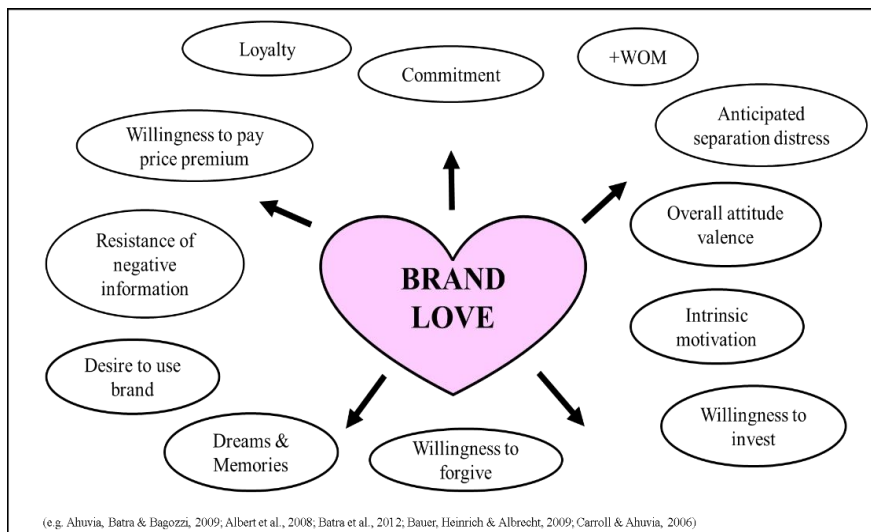 Loyalty
Commitment
+WOM
Anticipated
separation distress
Willingness to pay
price premium
Overall attitude
valence
Resistance of
negative
information
BRAND
LOVE
Intrinsic
motivation
Desire to use
brand
Willingness to
invest
Dreams &
Memories
Willingness to
forgive
(e.g. Ahuvia, Batra & Bagozzi, 2009; Albert et al., 2008; Batra et al., 2012; Bauer, Heinrich & Albrecht, 2009; Carroll & Ahuvia, 2006)